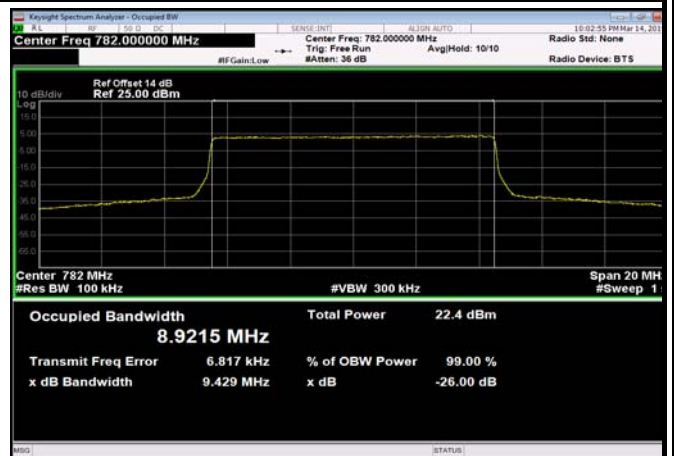 Keysight Spectrum Analyzer - Occupied BW
RL RF 50 Ω DC SENSE:INT ALIGN AUTO 10:02:55 PM Mar 14, 201
Center Freq 782.000000 MHz Center Freq: 782.000000 MHz Radio Std: None
Trig: Free Run Avg|Hold: 10/10
#IFGain:Low #Atten: 36 dB Radio Device: BTS
Ref Offset 14 dB
10 dB/div Ref 25.00 dBm
Log
15.0
5.00
-5.00
-15.0
-25.0
-35.0
-45.0
-55.0
-65.0
Center 782 MHz Span 20 MH
#Res BW 100 kHz #VBW 300 kHz #Sweep 1
Occupied Bandwidth Total Power 22.4 dBm
8.9215 MHz
Transmit Freq Error 6.817 kHz % of OBW Power 99.00 %
x dB Bandwidth 9.429 MHz x dB -26.00 dB
MSG STATUS